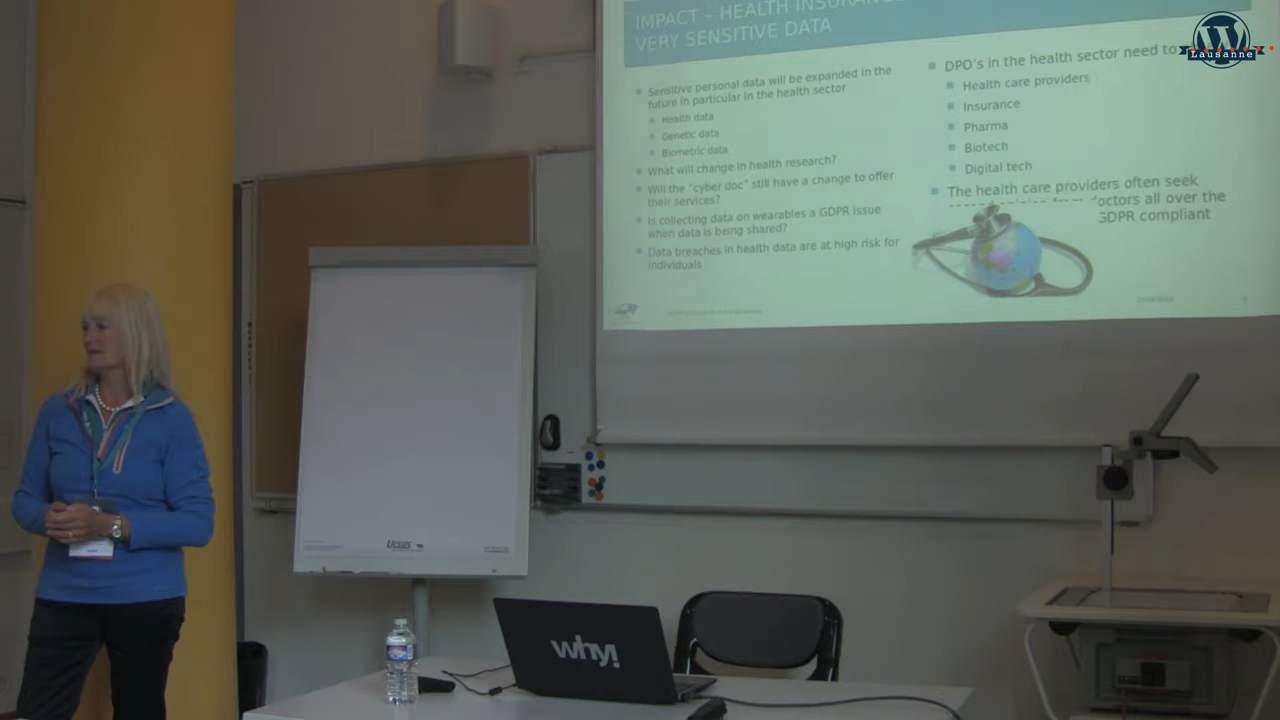 IMPACT – HEALTH INSURANCE
VERY SENSITIVE DATA
Sensitive personal data will be expanded in the
future in particular in the health sector
Health data
Genetic data
Biometric data
What will change in health research?
Will the "cyber doc" still have a change to offer
their services?
Is collecting data on wearables a GDPR issue
when data is being shared?
Data breaches in health data are at high risk for
individuals
DPO's in the health sector need to
Health care providers
Insurance
Pharma
Biotech
Digital tech
The health care providers often seek
doctors all over the
GDPR compliant
Lausanne
why!